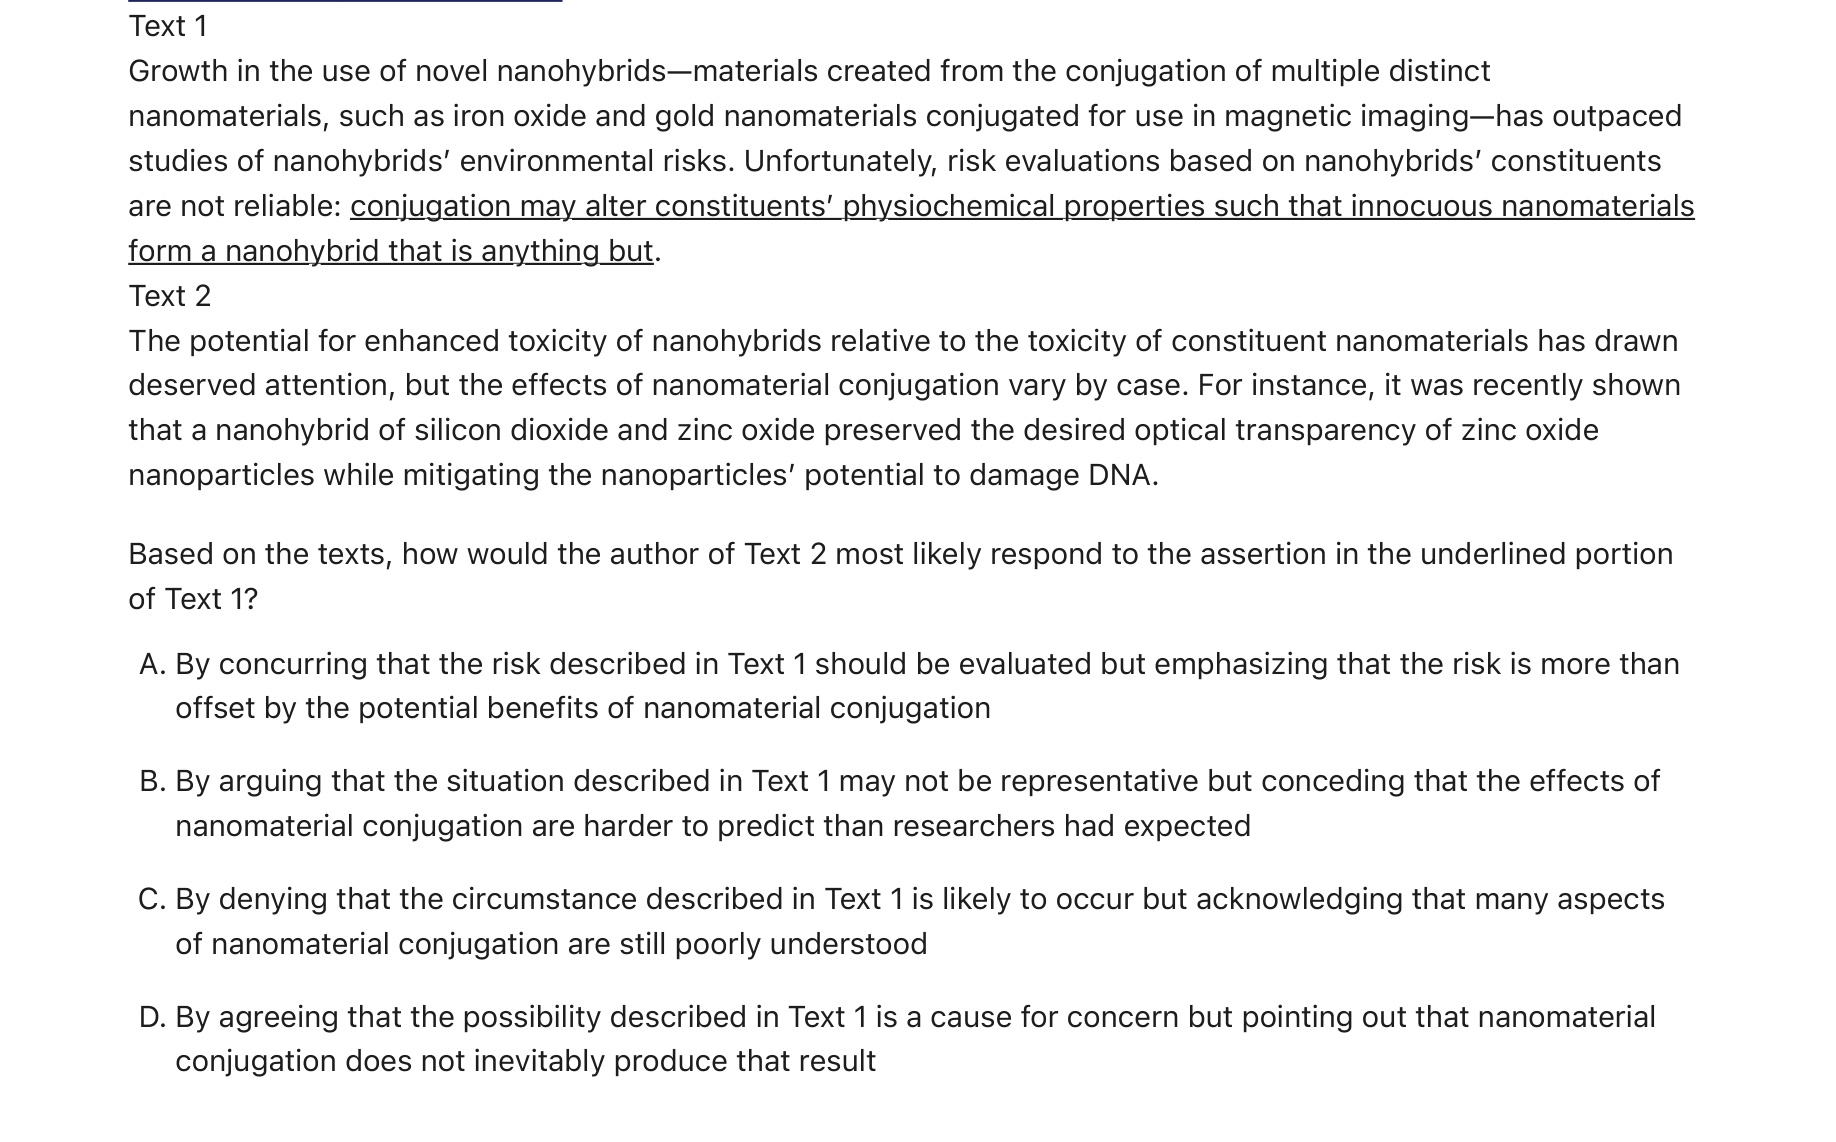 Text 1
Growth in the use of novel nanohybrids—materials created from the conjugation of multiple distinct
nanomaterials, such as iron oxide and gold nanomaterials conjugated for use in magnetic imaging—has outpaced
studies of nanohybrids’ environmental risks. Unfortunately, risk evaluations based on nanohybrids’ constituents
are not reliable: conjugation may alter constituents’ physiochemical properties such that innocuous nanomaterials
form a nanohybrid that is anything but.
Text 2
The potential for enhanced toxicity of nanohybrids relative to the toxicity of constituent nanomaterials has drawn
deserved attention, but the effects of nanomaterial conjugation vary by case. For instance, it was recently shown
that a nanohybrid of silicon dioxide and zinc oxide preserved the desired optical transparency of zinc oxide
nanoparticles while mitigating the nanoparticles’ potential to damage DNA.
Based on the texts, how would the author of Text 2 most likely respond to the assertion in the underlined portion
of Text 1?
A. By concurring that the risk described in Text 1 should be evaluated but emphasizing that the risk is more than
offset by the potential benefits of nanomaterial conjugation
B. By arguing that the situation described in Text 1 may not be representative but conceding that the effects of
nanomaterial conjugation are harder to predict than researchers had expected
C. By denying that the circumstance described in Text 1 is likely to occur but acknowledging that many aspects
of nanomaterial conjugation are still poorly understood
D. By agreeing that the possibility described in Text 1 is a cause for concern but pointing out that nanomaterial
conjugation does not inevitably produce that result